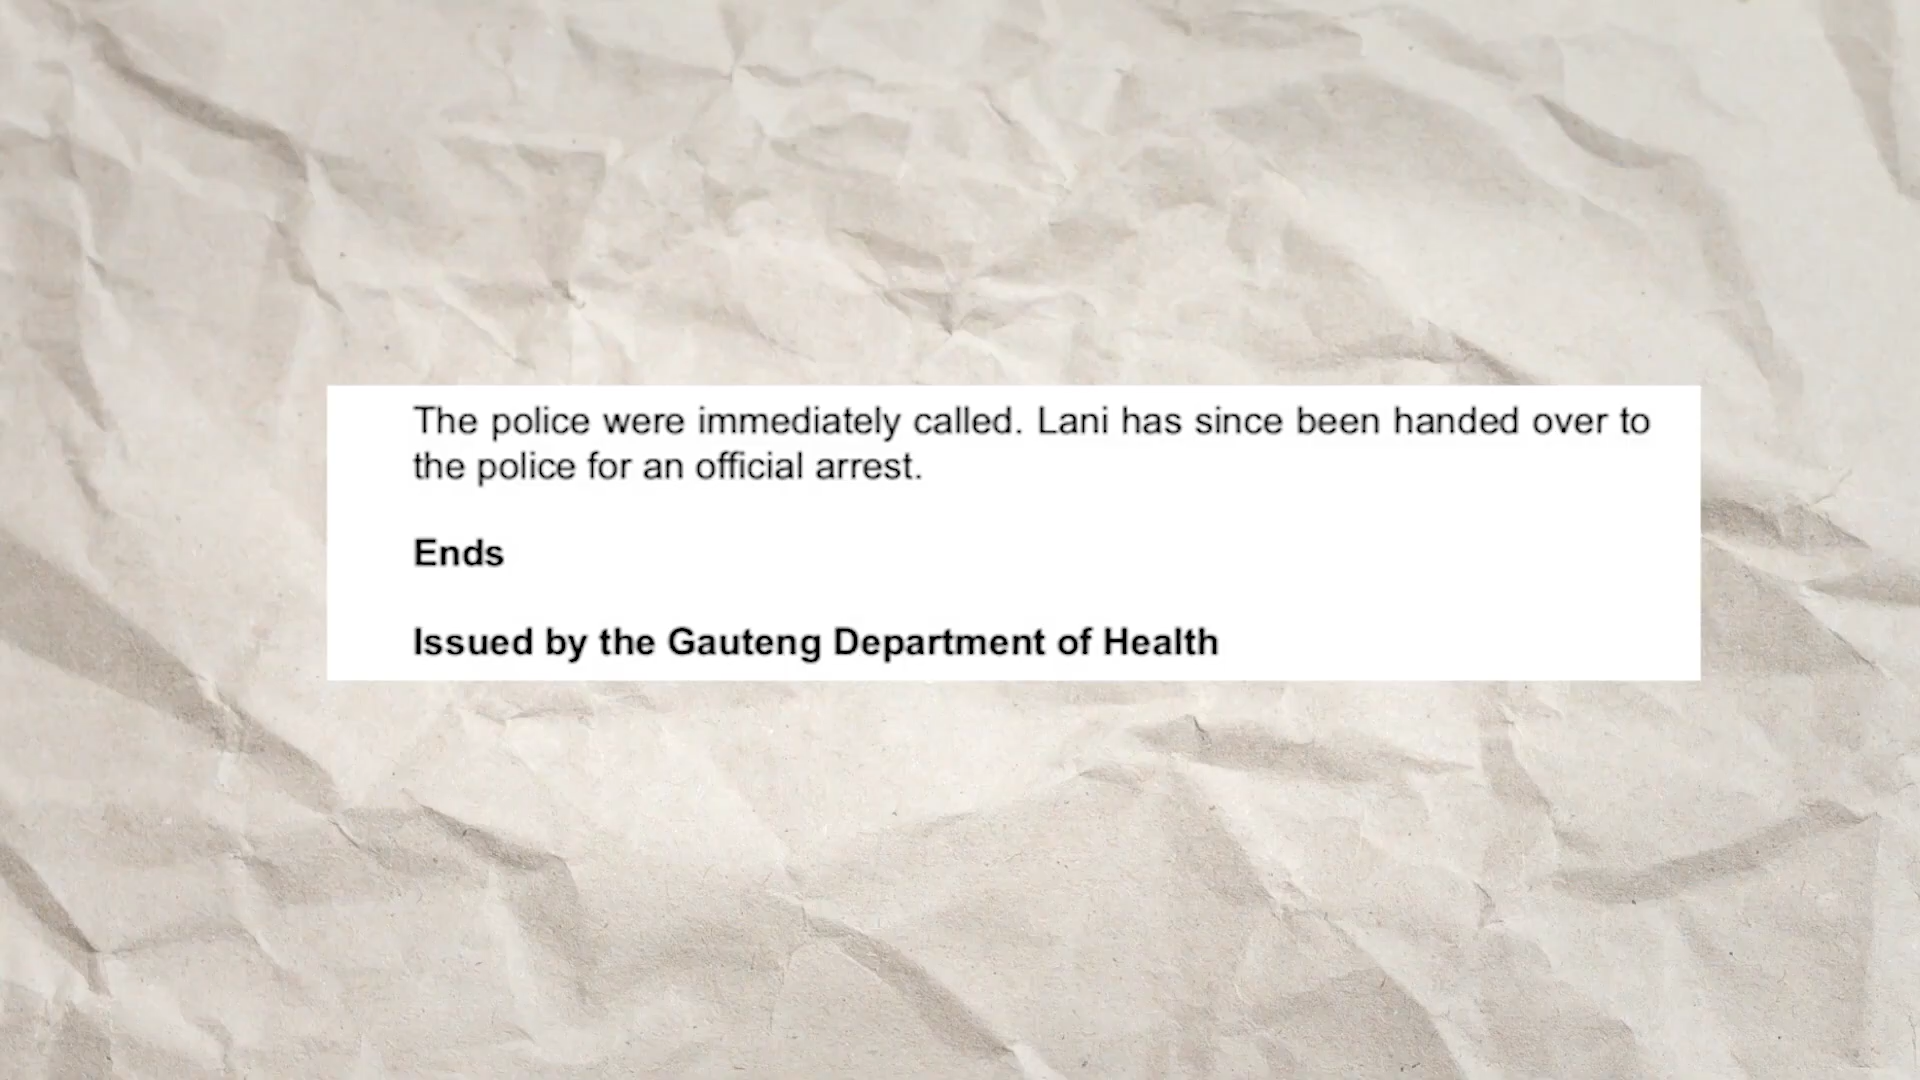 The police were immediately called. Lani has since been handed over to
the police for an official arrest.
Ends
Issued by the Gauteng Department of Health